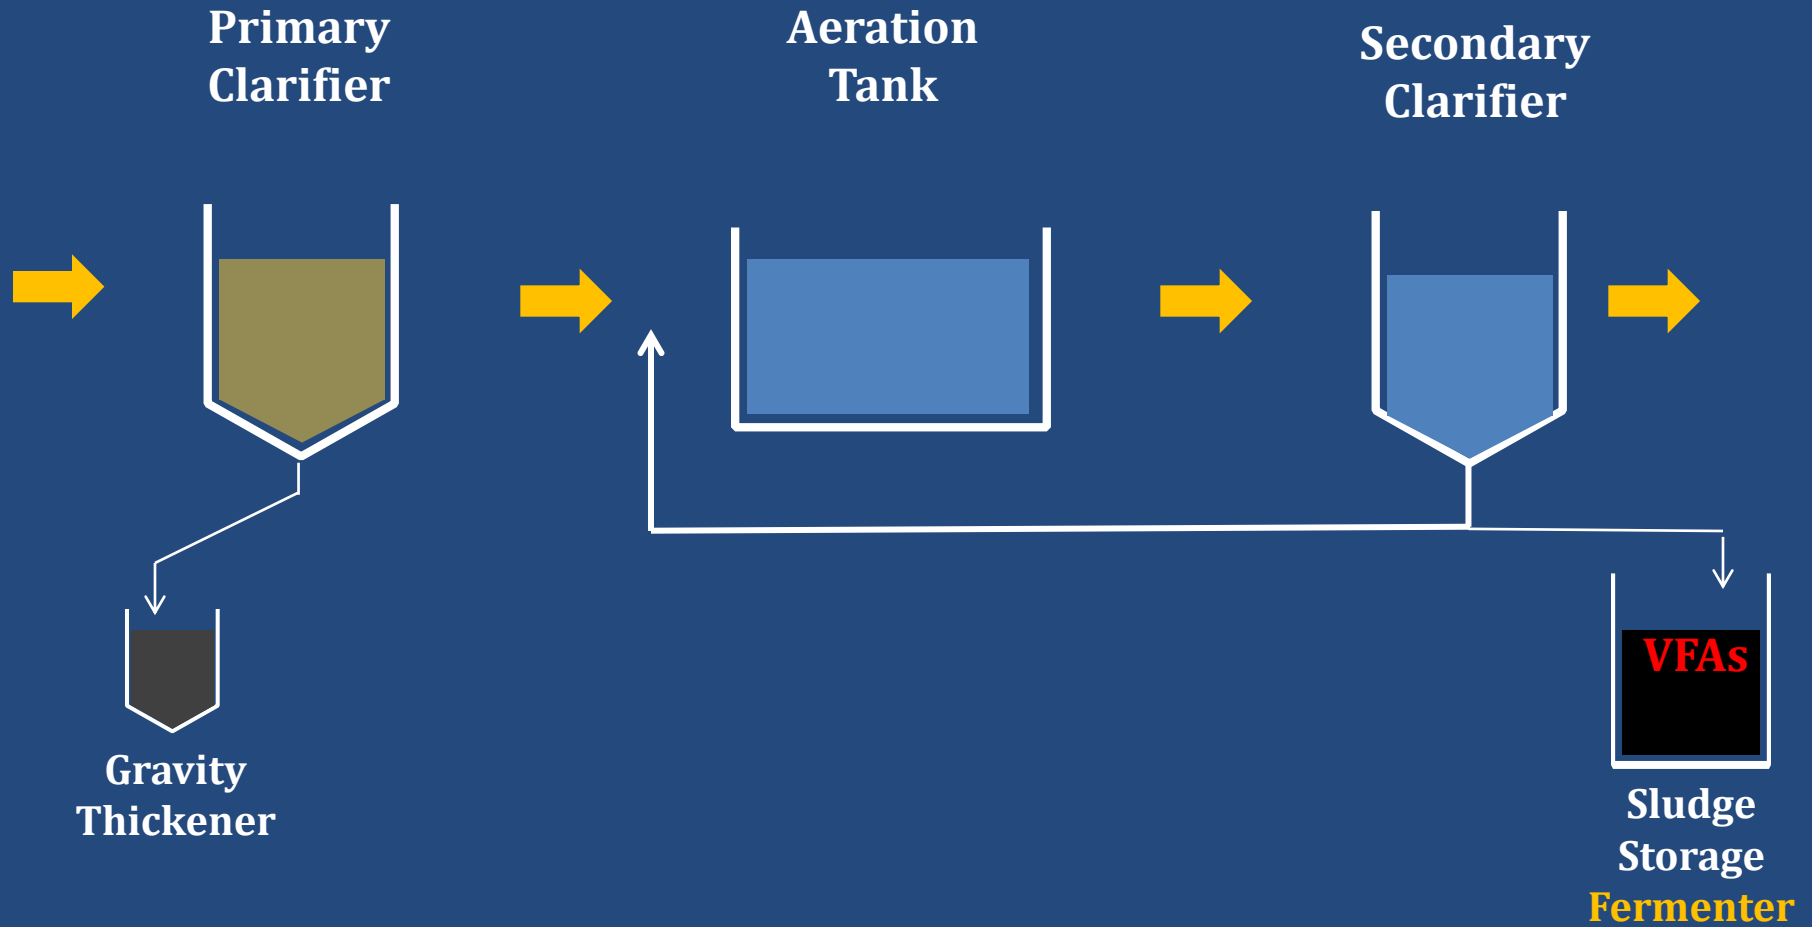 Primary
Clarifier
Aeration
Tank
Secondary
Clarifier
VFAs
Gravity
Thickener
Sludge
Storage
Fermenter